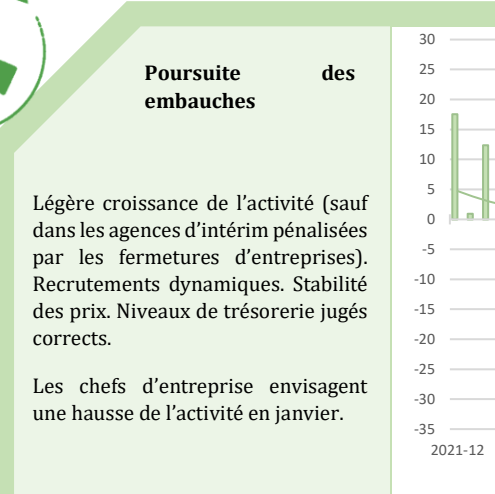 Poursuite des
embauches
Légère croissance de l’activité (sauf
dans les agences d’intérim pénalisées
par les fermetures d’entreprises).
Recrutements dynamiques. Stabilité
des prix. Niveaux de trésorerie jugés
corrects.
Les chefs d’entreprise envisagent
une hausse de l’activité en janvier.
30
25
20
15
10
5
0
-5
-10
-15
-20
-25
-30
-35
2021-12